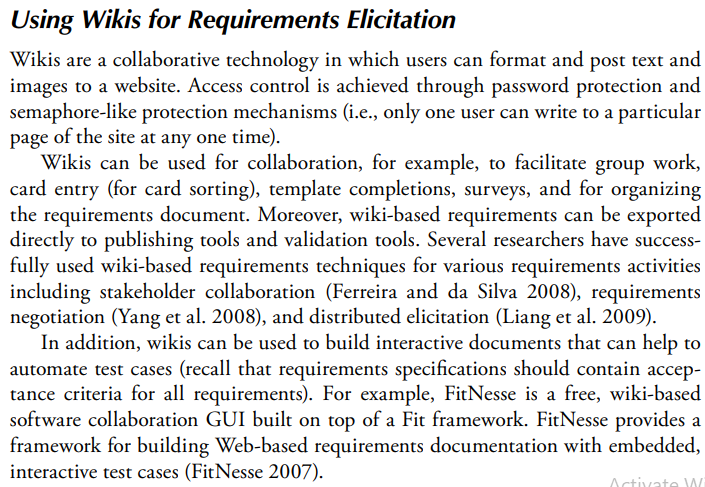 Using Wikis for Requirements Elicitation
Wikis are a collaborative technology in which users can format and post text and
images to a website. Access control is achieved through password protection and
semaphore-like protection mechanisms (i.e., only one user can write to a particular
page of the site at any one time).
Wikis can be used for collaboration, for example, to facilitate group work,
card entry (for card sorting), template completions, surveys, and for organizing
the requirements document. Moreover, wiki-based requirements can be exported
directly to publishing tools and validation tools. Several researchers have success-
fully used wiki-based requirements techniques for various requirements activities
including stakeholder collaboration (Ferreira and da Silva 2008), requirements
negotiation (Yang et al. 2008), and distributed elicitation (Liang et al. 2009).
In addition, wikis can be used to build interactive documents that can help to
automate test cases (recall that requirements specifications should contain accep-
tance criteria for all requirements). For example, FitNesse is a free, wiki-based
software collaboration GUI built on top of a Fit framework. FitNesse provides a
framework for building Web-based requirements documentation with embedded,
interactive test cases (FitNesse 2007).
Activate Wi